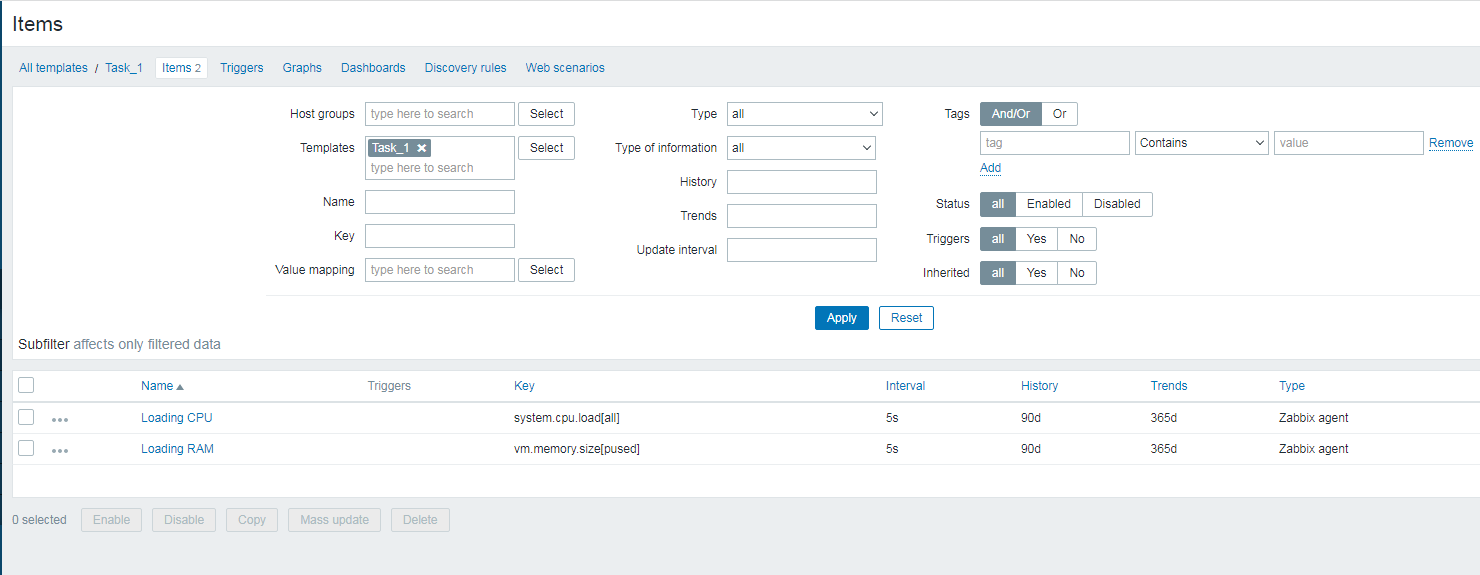 Items
All templates / Task_1 Items 2 Triggers Graphs Dashboards Discovery rules Web scenarios
Host groups type here to search Select Type all Tags And/Or Or
tag Contains value Remove
Templates Task_1 Select Type of information all
type here to search Add
History
Name Trends Status all Enabled Disabled
Key Update interval Triggers all Yes No
Value mapping type here to search Select Inherited all Yes No
Apply Reset
Subfilter affects only filtered data
Name Triggers Key Interval History Trends Type
Loading CPU system.cpu.load[all] 5s 90d 365d Zabbix agent
Loading RAM vm.memory.size[pused] 5s 90d 365d Zabbix agent
0 selected Enable Disable Copy Mass update Delete